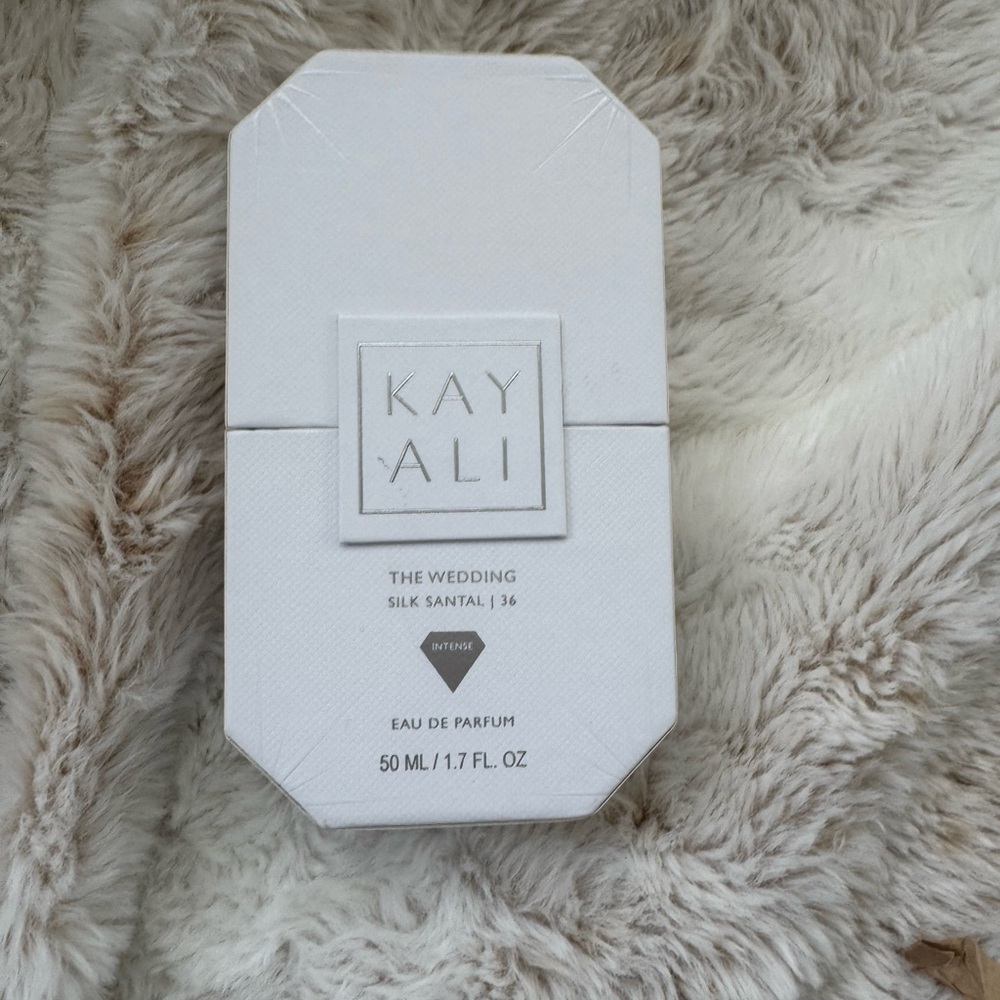 KAY
ALI
THE WEDDING
SILK SANTAL | 36
INTENSE
EAU DE PARFUM
50 ML / 1.7 FL. OZ